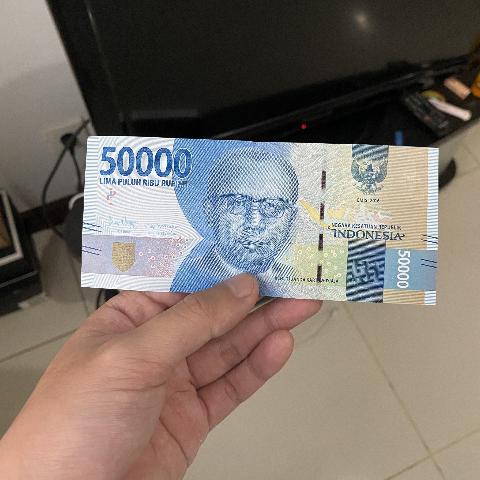 50000
LIMA PULUH RIBU RUPIAH
NEGARA KESATUAN REPUBLIK
INDONESIA
50000